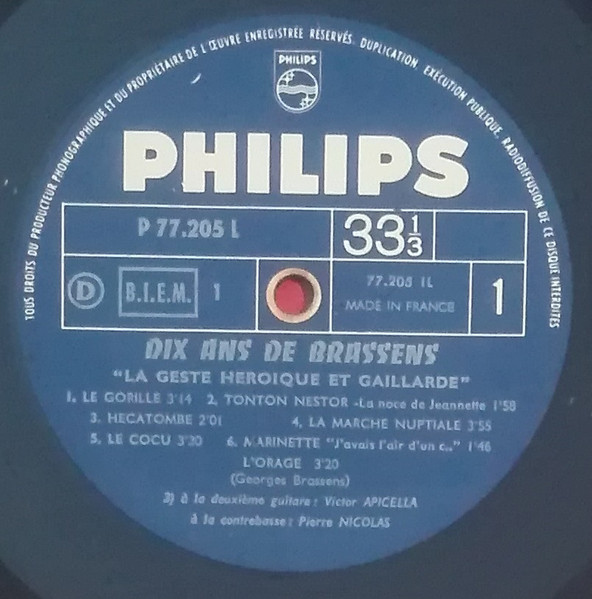 TOUS DROITS DU PRODUCTEUR PHONOGRAPHIQUE ET DU PROPRIÉTAIRE DE L'ŒUVRE ENREGISTRÉE RÉSERVÉS. DUPLICATION, EXÉCUTION PUBLIQUE, RADIODIFFUSION DE CE DISQUE INTERDITES
PHILIPS
PHILIPS
P 77.205 L 33 1/3
D B.I.E.M. 1 77.205 1L 1
MADE IN FRANCE
DIX ANS DE BRASSENS
"LA GESTE HEROIQUE ET GAILLARDE"
1. LE GORILLE 3'14 2. TONTON NESTOR -La noce de Jeannette 1'58
3. HECATOMBE 2'01 4. LA MARCHE NUPTIALE 3'55
5. LE COCU 3'20 6. MARINETTE "J'avais l'air d'un c.." 1'46
L'ORAGE 3'20
(Georges Brassens)
2) à la deuxième guitare : Victor APICELLA
à la contrebasse : Pierre NICOLAS